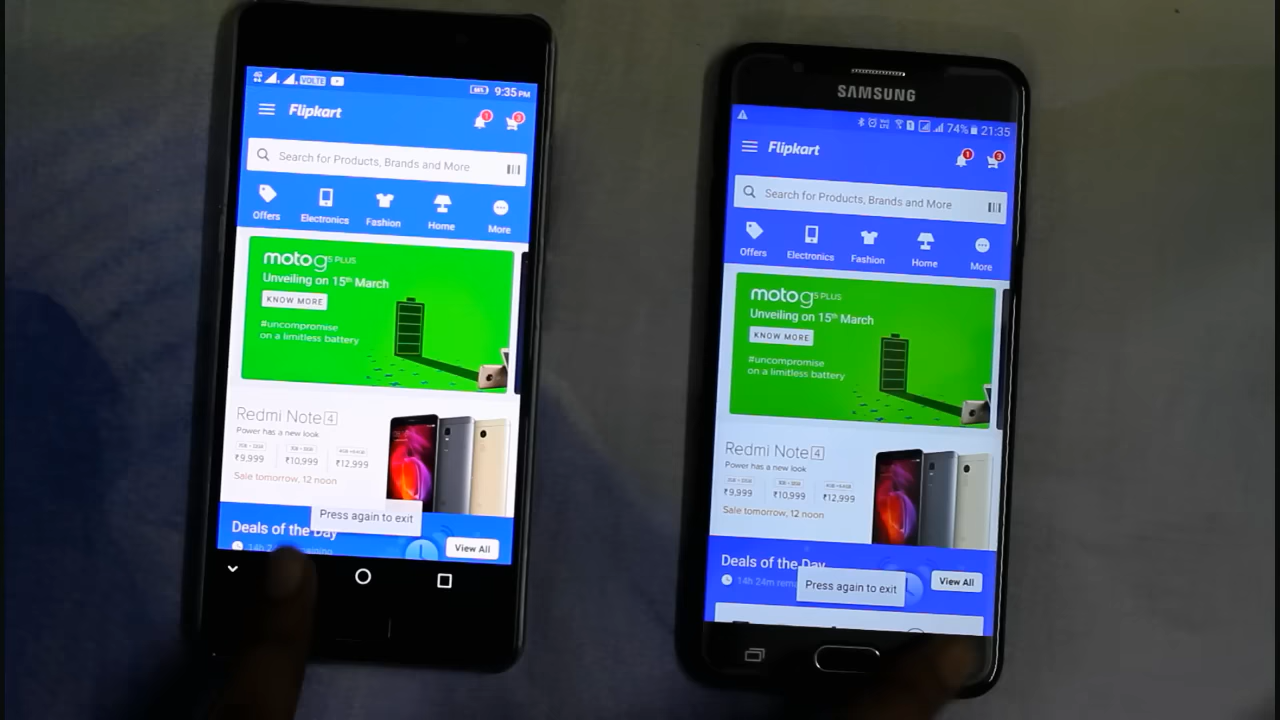 VOLTE 9:35 PM
Flipkart
1
3
Search for Products, Brands and More
Offers
Electronics
Fashion
Home
More
moto g5 PLUS
Unveiling on 15th March
KNOW MORE
#uncompromise
on a limitless battery
Redmi Note 4
Power has a new look
₹9,999
₹10,999
₹12,999
Sale tomorrow, 12 noon
Press again to exit
Deals of the Day
View All
SAMSUNG
74% 21:35
Flipkart
1
3
Search for Products, Brands and More
Offers
Electronics
Fashion
Home
More
moto g5 PLUS
Unveiling on 15th March
KNOW MORE
#uncompromise
on a limitless battery
Redmi Note 4
Power has a new look
₹9,999
₹10,999
₹12,999
Sale tomorrow, 12 noon
Deals of the Day
14h 24m
Press again to exit
View All